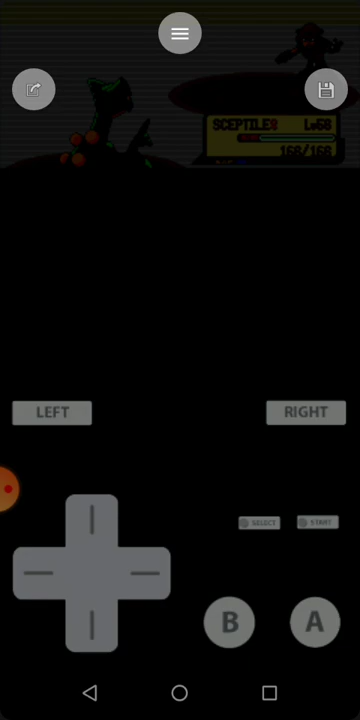 SCEPTILE♀ Lv68
168/168
LEFT
RIGHT
SELECT
START
B
A